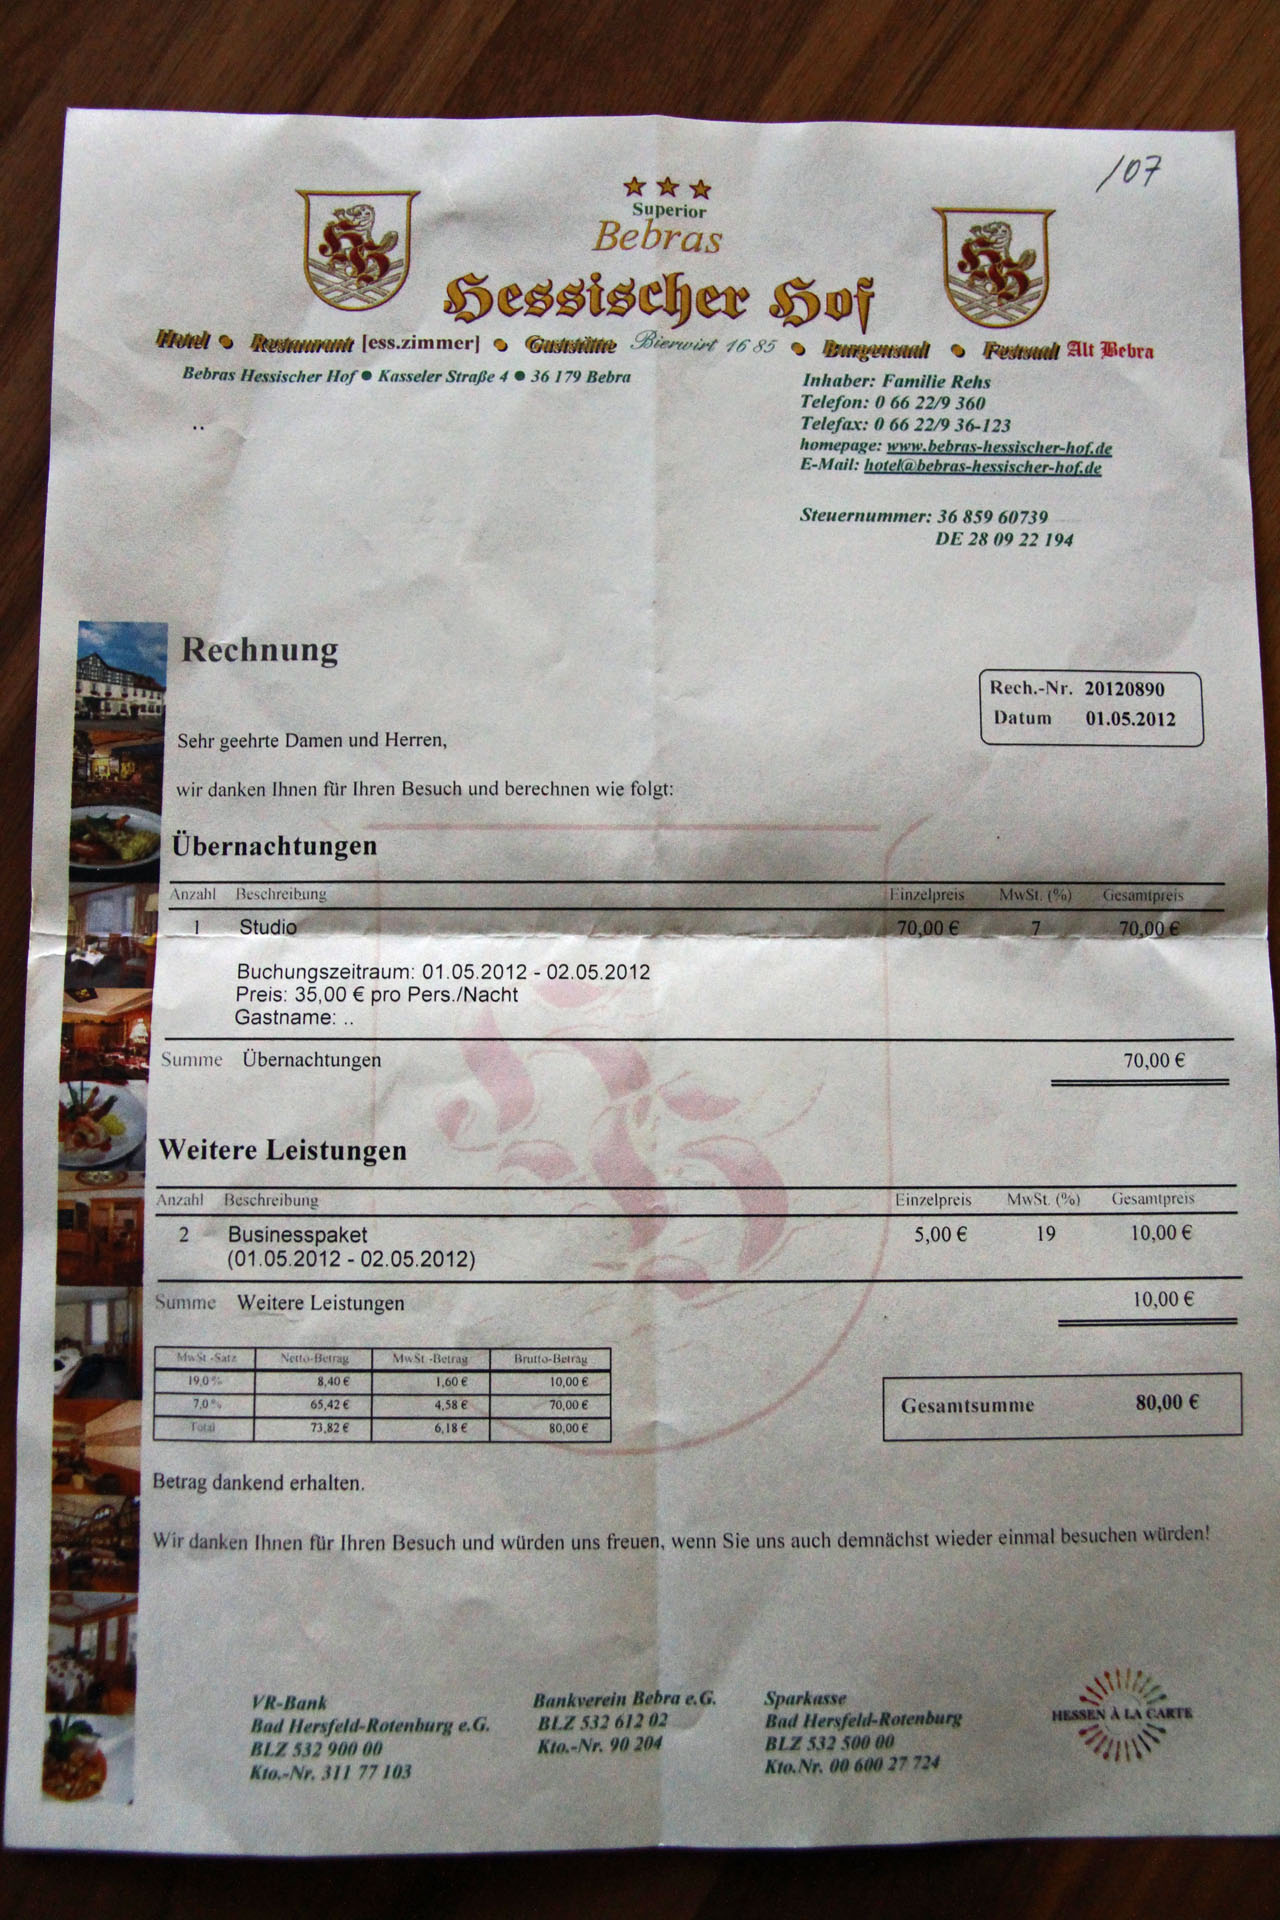 /07
Superior
Bebras
Hessischer Hof
Hotel • Restaurant [ess.zimmer] • Gaststätte Bierwirt 1685 • Burgensaal • Festsaal Alt Bebra
Bebras Hessischer Hof • Kasseler Straße 4 • 36 179 Bebra
Inhaber: Familie Rehs
Telefon: 0 66 22/9 360
Telefax: 0 66 22/9 36-123
homepage: www.bebras-hessischer-hof.de
E-Mail: hotel@bebras-hessischer-hof.de
..
Steuernummer: 36 859 60739
DE 28 09 22 194
Rechnung
Rech.-Nr. 20120890
Datum 01.05.2012
Sehr geehrte Damen und Herren,
wir danken Ihnen für Ihren Besuch und berechnen wie folgt:
Übernachtungen
Anzahl Beschreibung Einzelpreis MwSt. (%) Gesamtpreis
1 Studio 70,00 € 7 70,00 €
Buchungszeitraum: 01.05.2012 - 02.05.2012
Preis: 35,00 € pro Pers./Nacht
Gastname: ..
Summe Übernachtungen 70,00 €
Weitere Leistungen
Anzahl Beschreibung Einzelpreis MwSt. (%) Gesamtpreis
2 Businesspaket 5,00 € 19 10,00 €
(01.05.2012 - 02.05.2012)
Summe Weitere Leistungen 10,00 €
MwSt.-Satz Netto-Betrag MwSt.-Betrag Brutto-Betrag
19,0 % 8,40 € 1,60 € 10,00 €
7,0 % 65,42 € 4,58 € 70,00 €
Total 73,82 € 6,18 € 80,00 €
Gesamtsumme 80,00 €
Betrag dankend erhalten.
Wir danken Ihnen für Ihren Besuch und würden uns freuen, wenn Sie uns auch demnächst wieder einmal besuchen würden!
VR-Bank
Bad Hersfeld-Rotenburg e.G.
BLZ 532 900 00
Kto.-Nr. 311 77 103
Bankverein Bebra e.G.
BLZ 532 612 02
Kto.-Nr. 90 204
Sparkasse
Bad Hersfeld-Rotenburg
BLZ 532 500 00
Kto.Nr. 00 600 27 724
HESSEN À LA CARTE